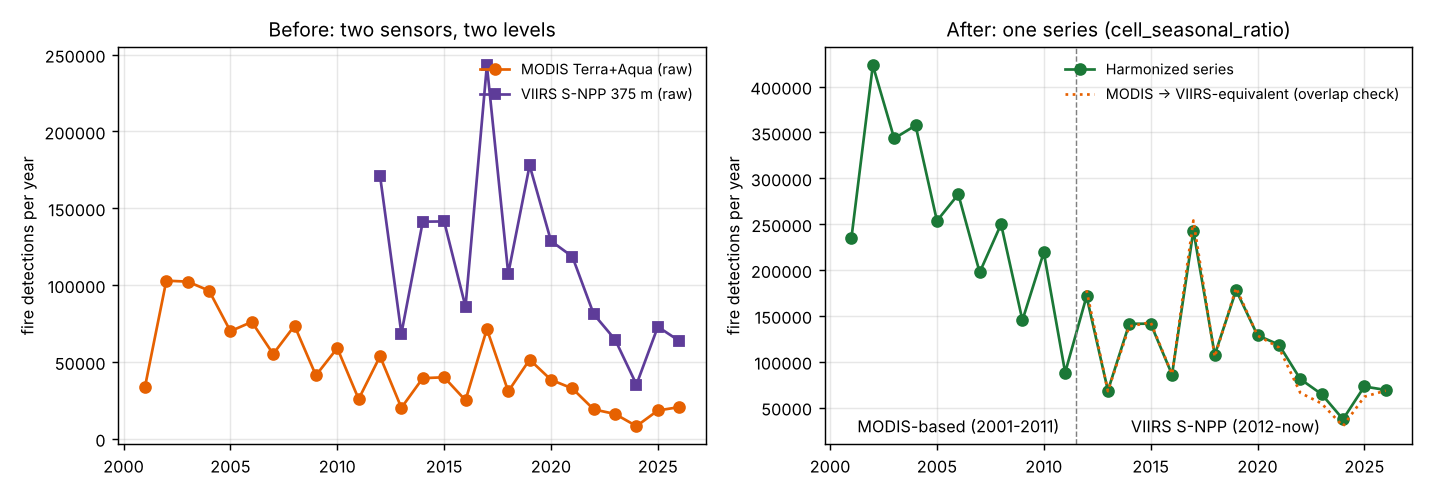 Before: two sensors, two levels
fire detections per year
250000
200000
150000
100000
50000
0
2000
2005
2010
2015
2020
2025
MODIS Terra+Aqua (raw)
VIIRS S-NPP 375 m (raw)
After: one series (cell_seasonal_ratio)
fire detections per year
400000
350000
300000
250000
200000
150000
100000
50000
2000
2005
2010
2015
2020
2025
Harmonized series
MODIS → VIIRS-equivalent (overlap check)
MODIS-based (2001-2011)
VIIRS S-NPP (2012-now)